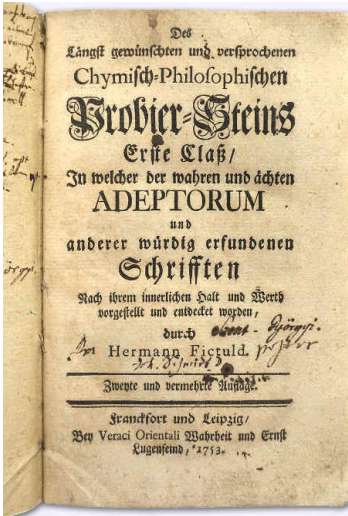 Des
Längst gewünschten und versprochenen
Chymisch-Philosophischen
Probier-Steins
Erste Claß/
In welcher der wahren und ächten
ADEPTORUM
und
anderer würdig erfundenen
Schrifften
Nach ihrem innerlichen Halt und Werth
vorgestellt und entdecket worden,
durch
Hermann Fictuld.
Zweyte und vermehrte Auflage.
Franckfort und Leipzig/
Bey Veraci Orientali Wahrheit und Ernst
Lugenfeind, 1753.